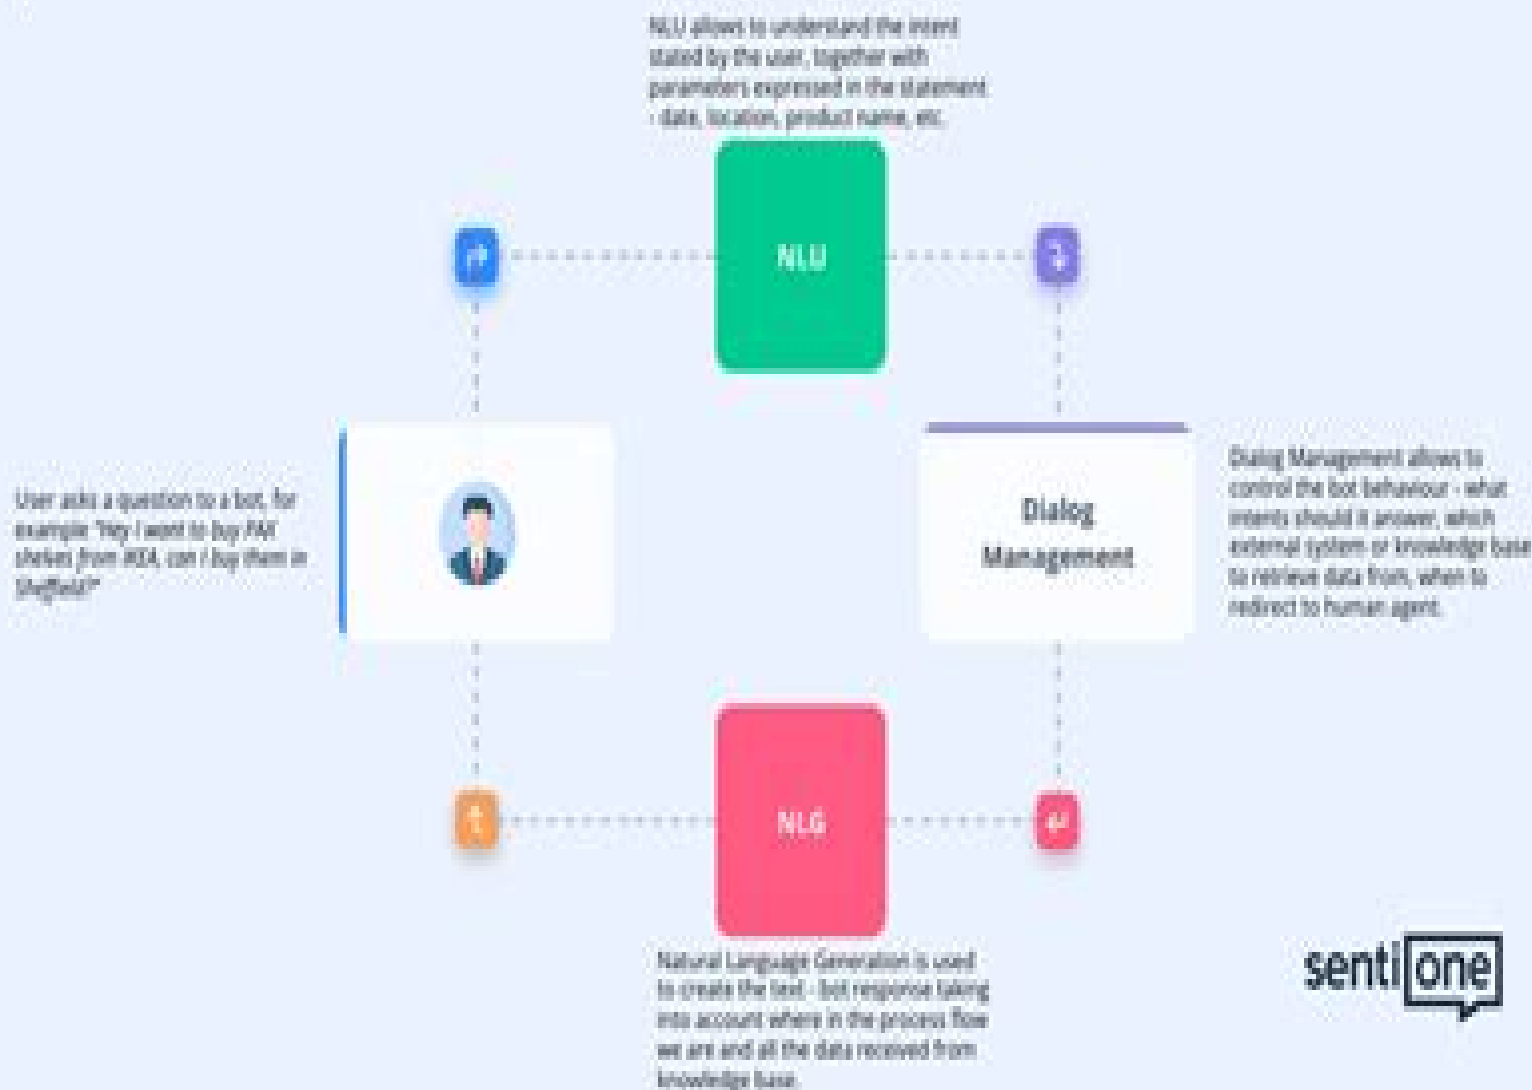 NLU allows to understand the intent
stated by the user, together with
parameters expressed in the statement
- date, location, product name, etc.
NLU
User asks a question to a bot, for
example "Hey I want to buy PAX
shelves from IKEA, can I buy them in
Sheffield?"
Dialog
Management
Dialog Management allows to
control the bot behaviour - what
intents should it answer, which
external system or knowledge base
to retrieve data from, when to
redirect to human agent.
NLG
Natural Language Generation is used
to create the text - bot response taking
into account where in the process flow
we are and all the data received from
knowledge base.
senti one